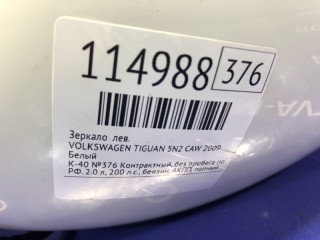 114988 376
Зеркало лев.
VOLKSWAGEN TIGUAN 5N2 CAW 2009
Белый
К-40 №376 Контрактный, без пробега по
РФ. 2.0 л, 200 л.с., бензин, АКПП, полный
VA-